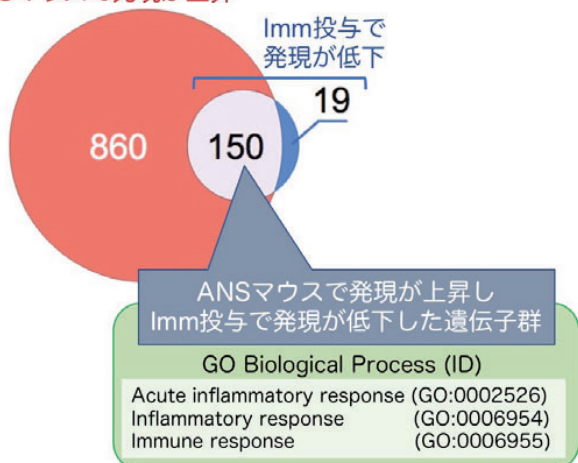 Imm投与で
発現が低下
19
860
150
ANSマウスで発現が上昇し
Imm投与で発現が低下した遺伝子群
GO Biological Process (ID)
Acute inflammatory response (GO:0002526)
Inflammatory response (GO:0006954)
Immune response (GO:0006955)